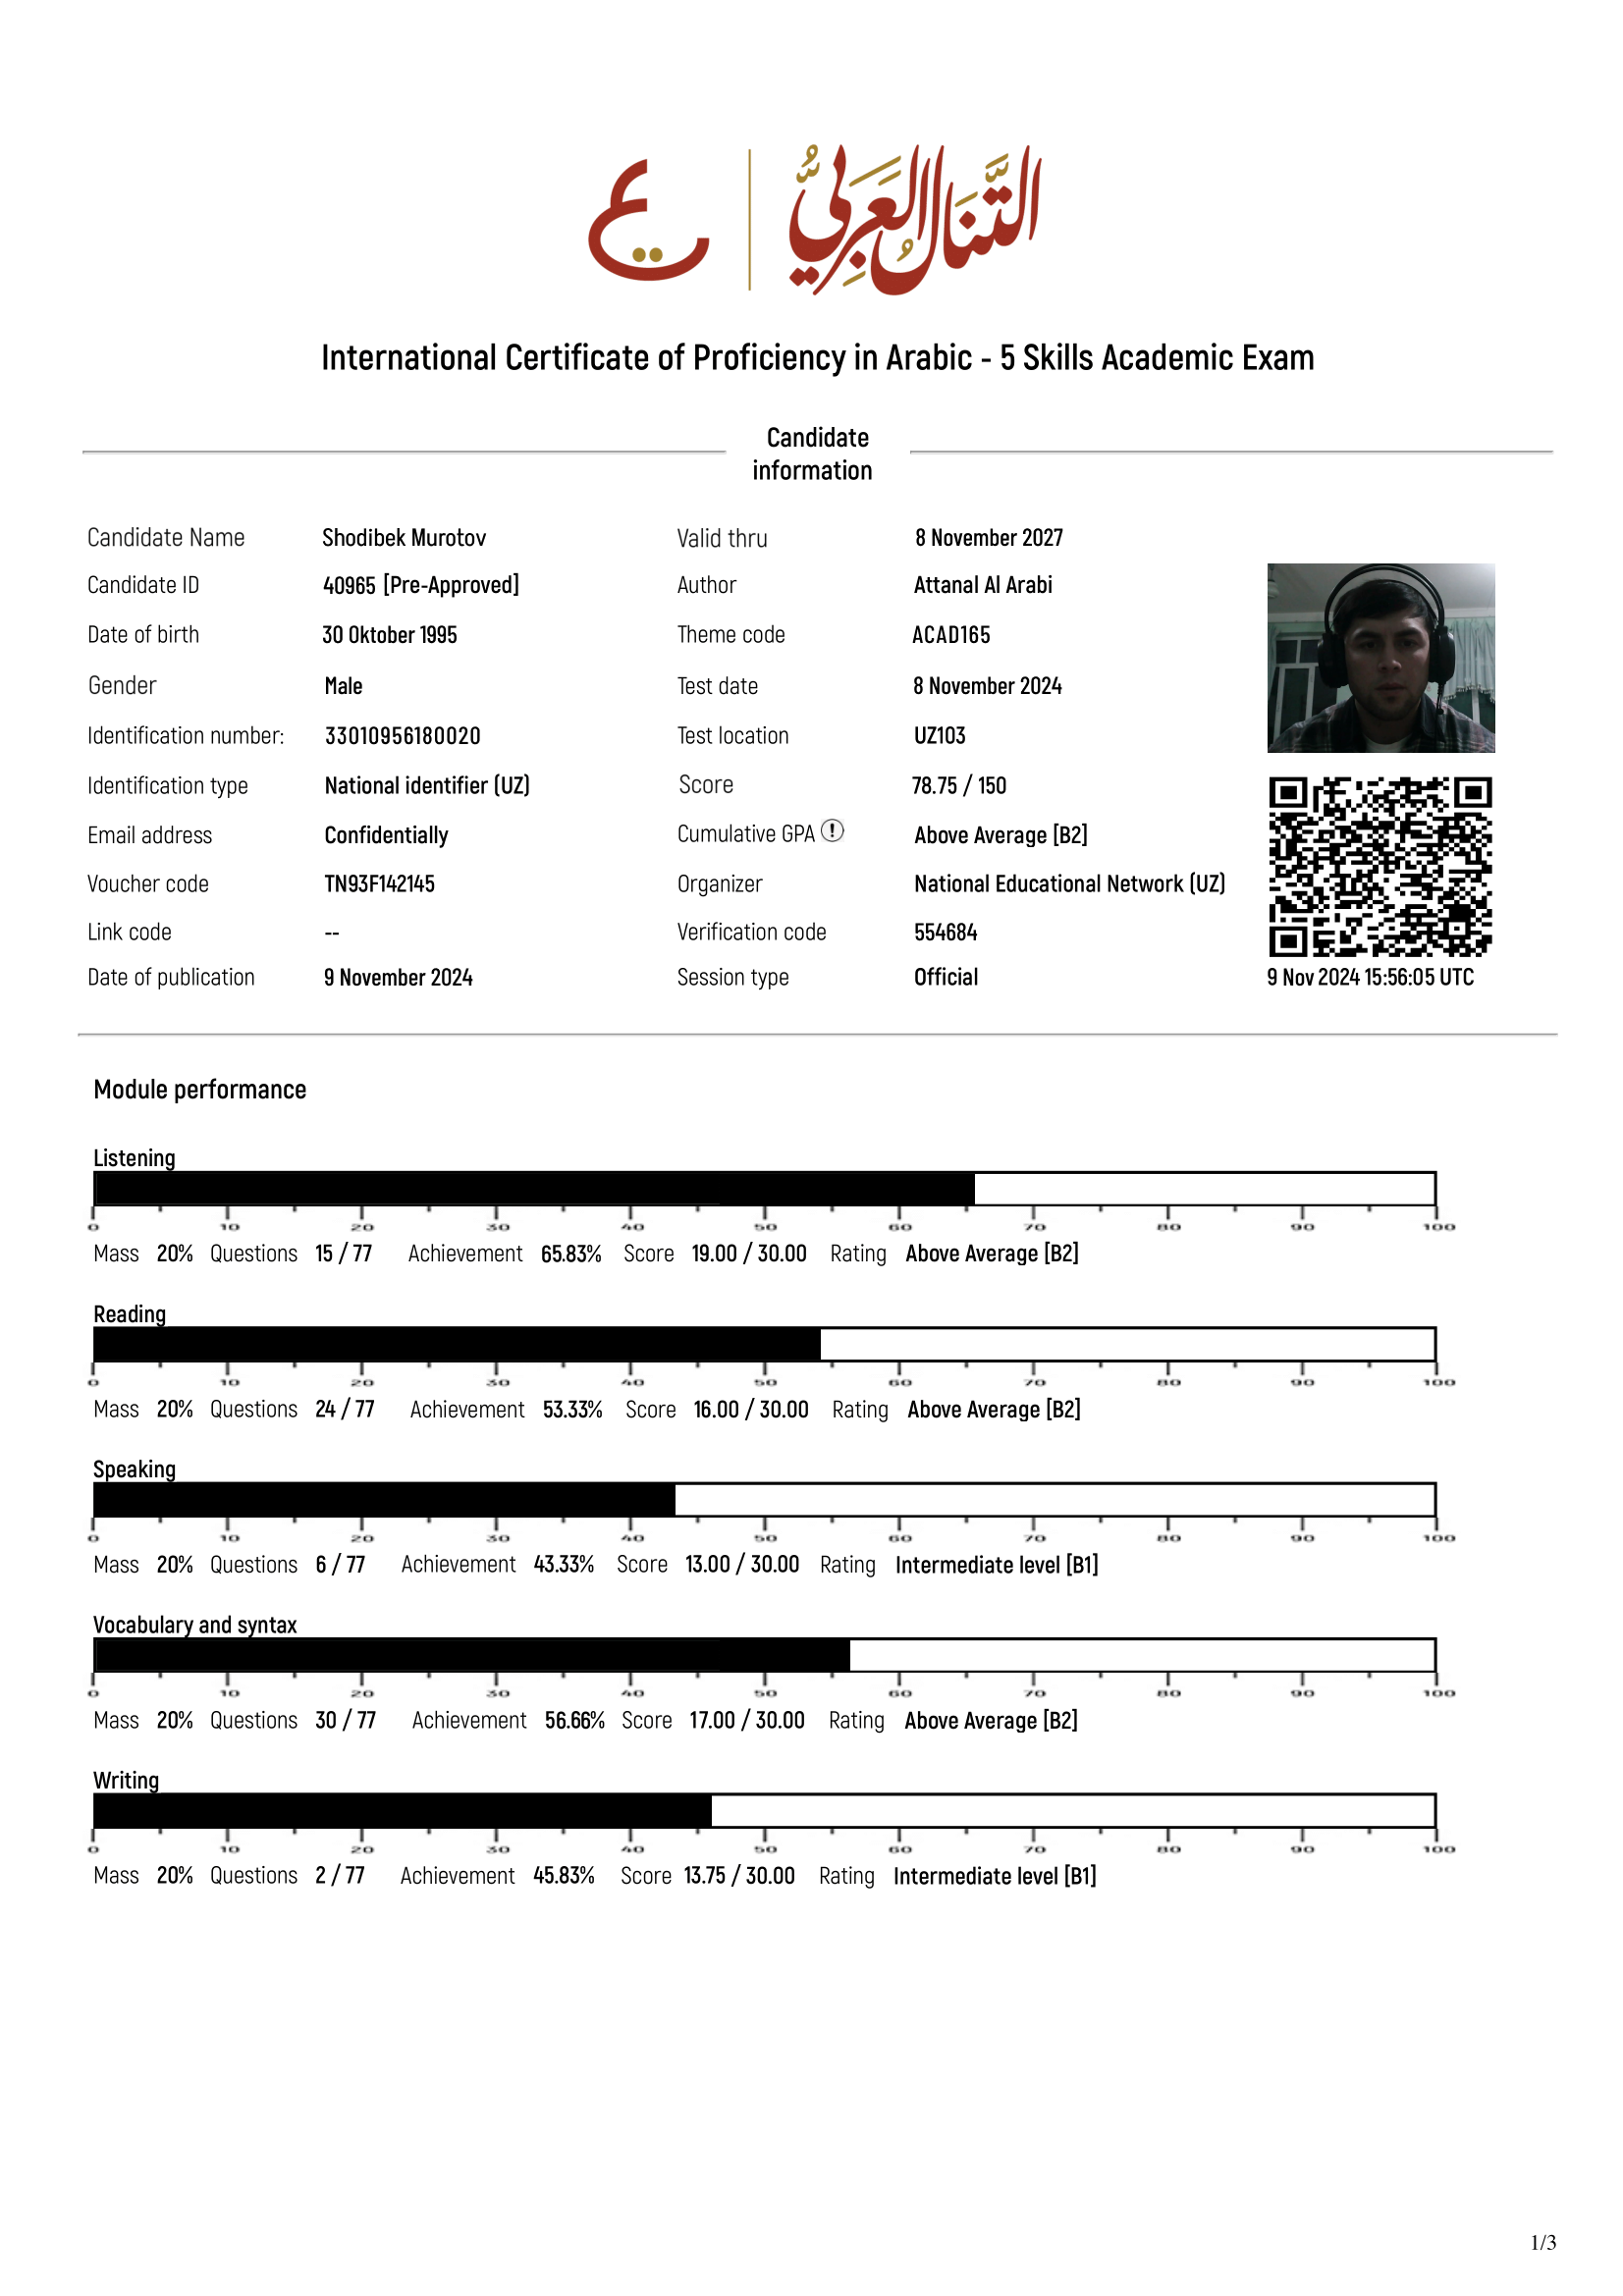 التَّنَالُ العَرَبِيُّ
International Certificate of Proficiency in Arabic - 5 Skills Academic Exam
Candidate
information
Candidate Name Shodibek Murotov Valid thru 8 November 2027
Candidate ID 40965 [Pre-Approved] Author Attanal Al Arabi
Date of birth 30 Oktober 1995 Theme code ACAD165
Gender Male Test date 8 November 2024
Identification number: 33010956180020 Test location UZ103
Identification type National identifier (UZ) Score 78.75 / 150
Email address Confidentially Cumulative GPA ! Above Average [B2]
Voucher code TN93F142145 Organizer National Educational Network (UZ)
Link code -- Verification code 554684
Date of publication 9 November 2024 Session type Official 9 Nov 2024 15:56:05 UTC
Module performance
Listening
0 10 20 30 40 50 60 70 80 90 100
Mass 20% Questions 15 / 77 Achievement 65.83% Score 19.00 / 30.00 Rating Above Average [B2]
Reading
0 10 20 30 40 50 60 70 80 90 100
Mass 20% Questions 24 / 77 Achievement 53.33% Score 16.00 / 30.00 Rating Above Average [B2]
Speaking
0 10 20 30 40 50 60 70 80 90 100
Mass 20% Questions 6 / 77 Achievement 43.33% Score 13.00 / 30.00 Rating Intermediate level [B1]
Vocabulary and syntax
0 10 20 30 40 50 60 70 80 90 100
Mass 20% Questions 30 / 77 Achievement 56.66% Score 17.00 / 30.00 Rating Above Average [B2]
Writing
0 10 20 30 40 50 60 70 80 90 100
Mass 20% Questions 2 / 77 Achievement 45.83% Score 13.75 / 30.00 Rating Intermediate level [B1]
1/3